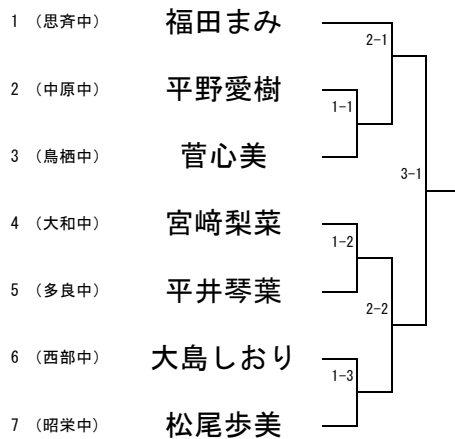 1 （思斉中） 福田まみ
2-1
2 （中原中） 平野愛樹
1-1
3 （鳥栖中） 菅心美
3-1
4 （大和中） 宮﨑梨菜
1-2
5 （多良中） 平井琴葉
2-2
6 （西部中） 大島しおり
1-3
7 （昭栄中） 松尾歩美